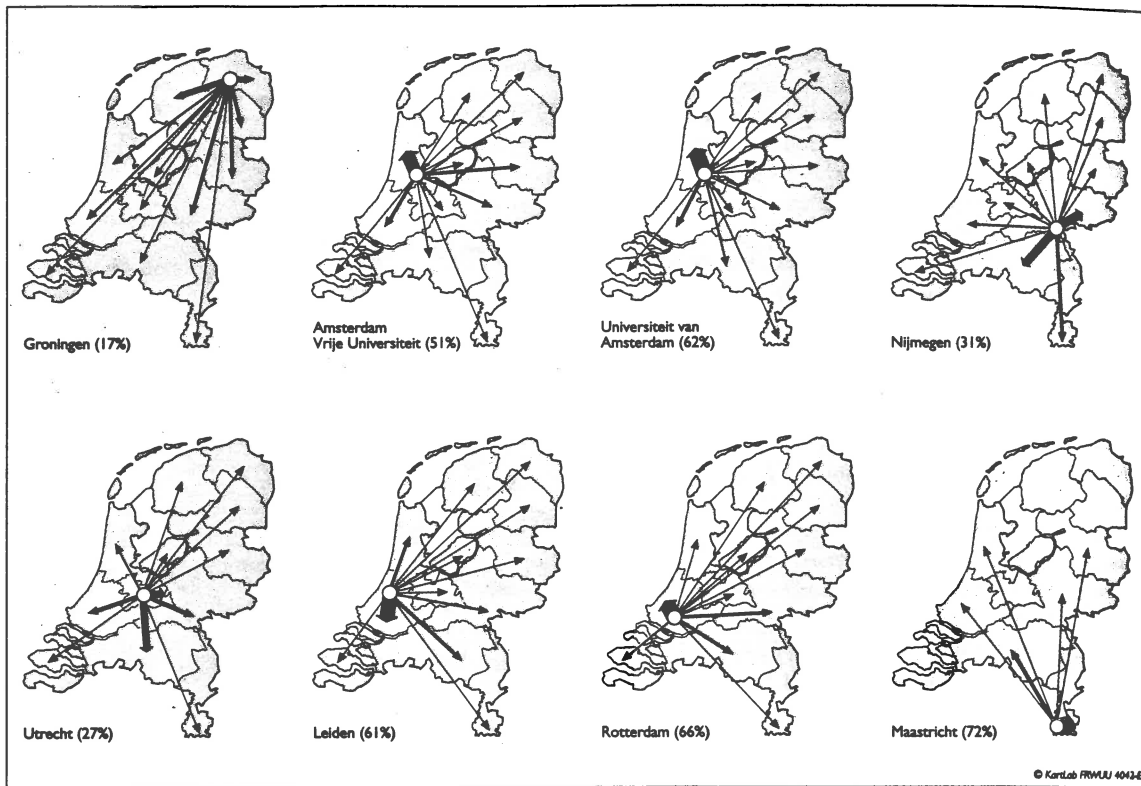 Groningen (17%)
Amsterdam
Vrije Universiteit (51%)
Universiteit van
Amsterdam (62%)
Nijmegen (31%)
Utrecht (27%)
Leiden (61%)
Rotterdam (66%)
Maastricht (72%)
© KartLab FRWUU 4042-B